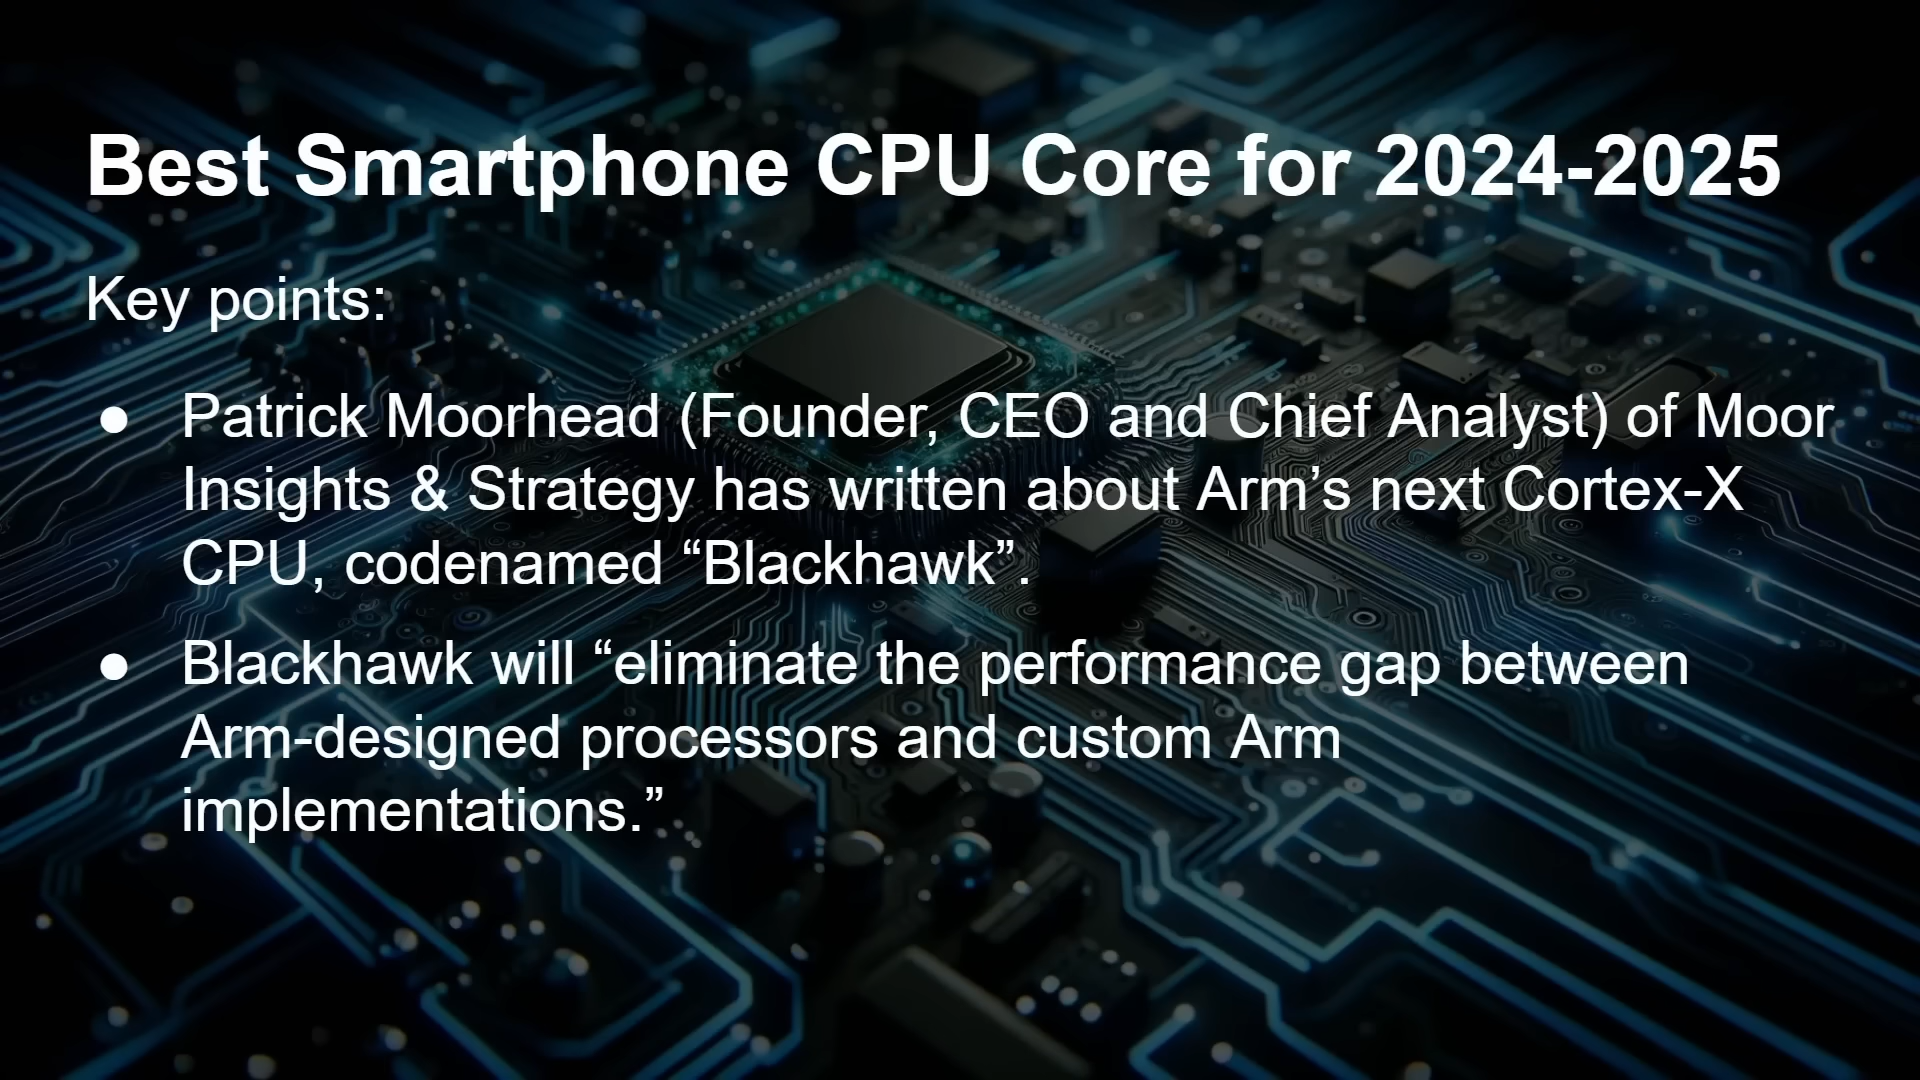 Best Smartphone CPU Core for 2024-2025
Key points:
● Patrick Moorhead (Founder, CEO and Chief Analyst) of Moor
Insights & Strategy has written about Arm’s next Cortex-X
CPU, codenamed “Blackhawk”.
● Blackhawk will “eliminate the performance gap between
Arm-designed processors and custom Arm
implementations.”